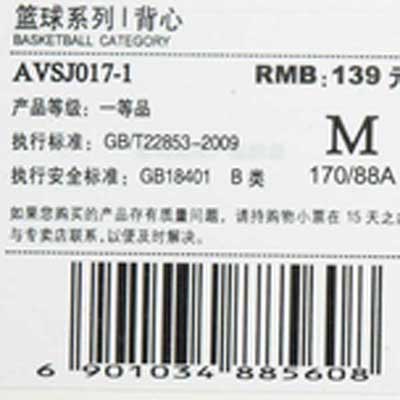 篮球系列|背心
BASKETBALL CATEGORY
AVSJ017-1 RMB:139 元
产品等级: 一等品
执行标准: GB/T22853-2009 M
执行安全标准: GB18401 B 类 170/88A
如果您购买的产品存有质量问题, 请持购物小票在 15 天之
与专卖店联系,以便及时解决。
6 901034 885608